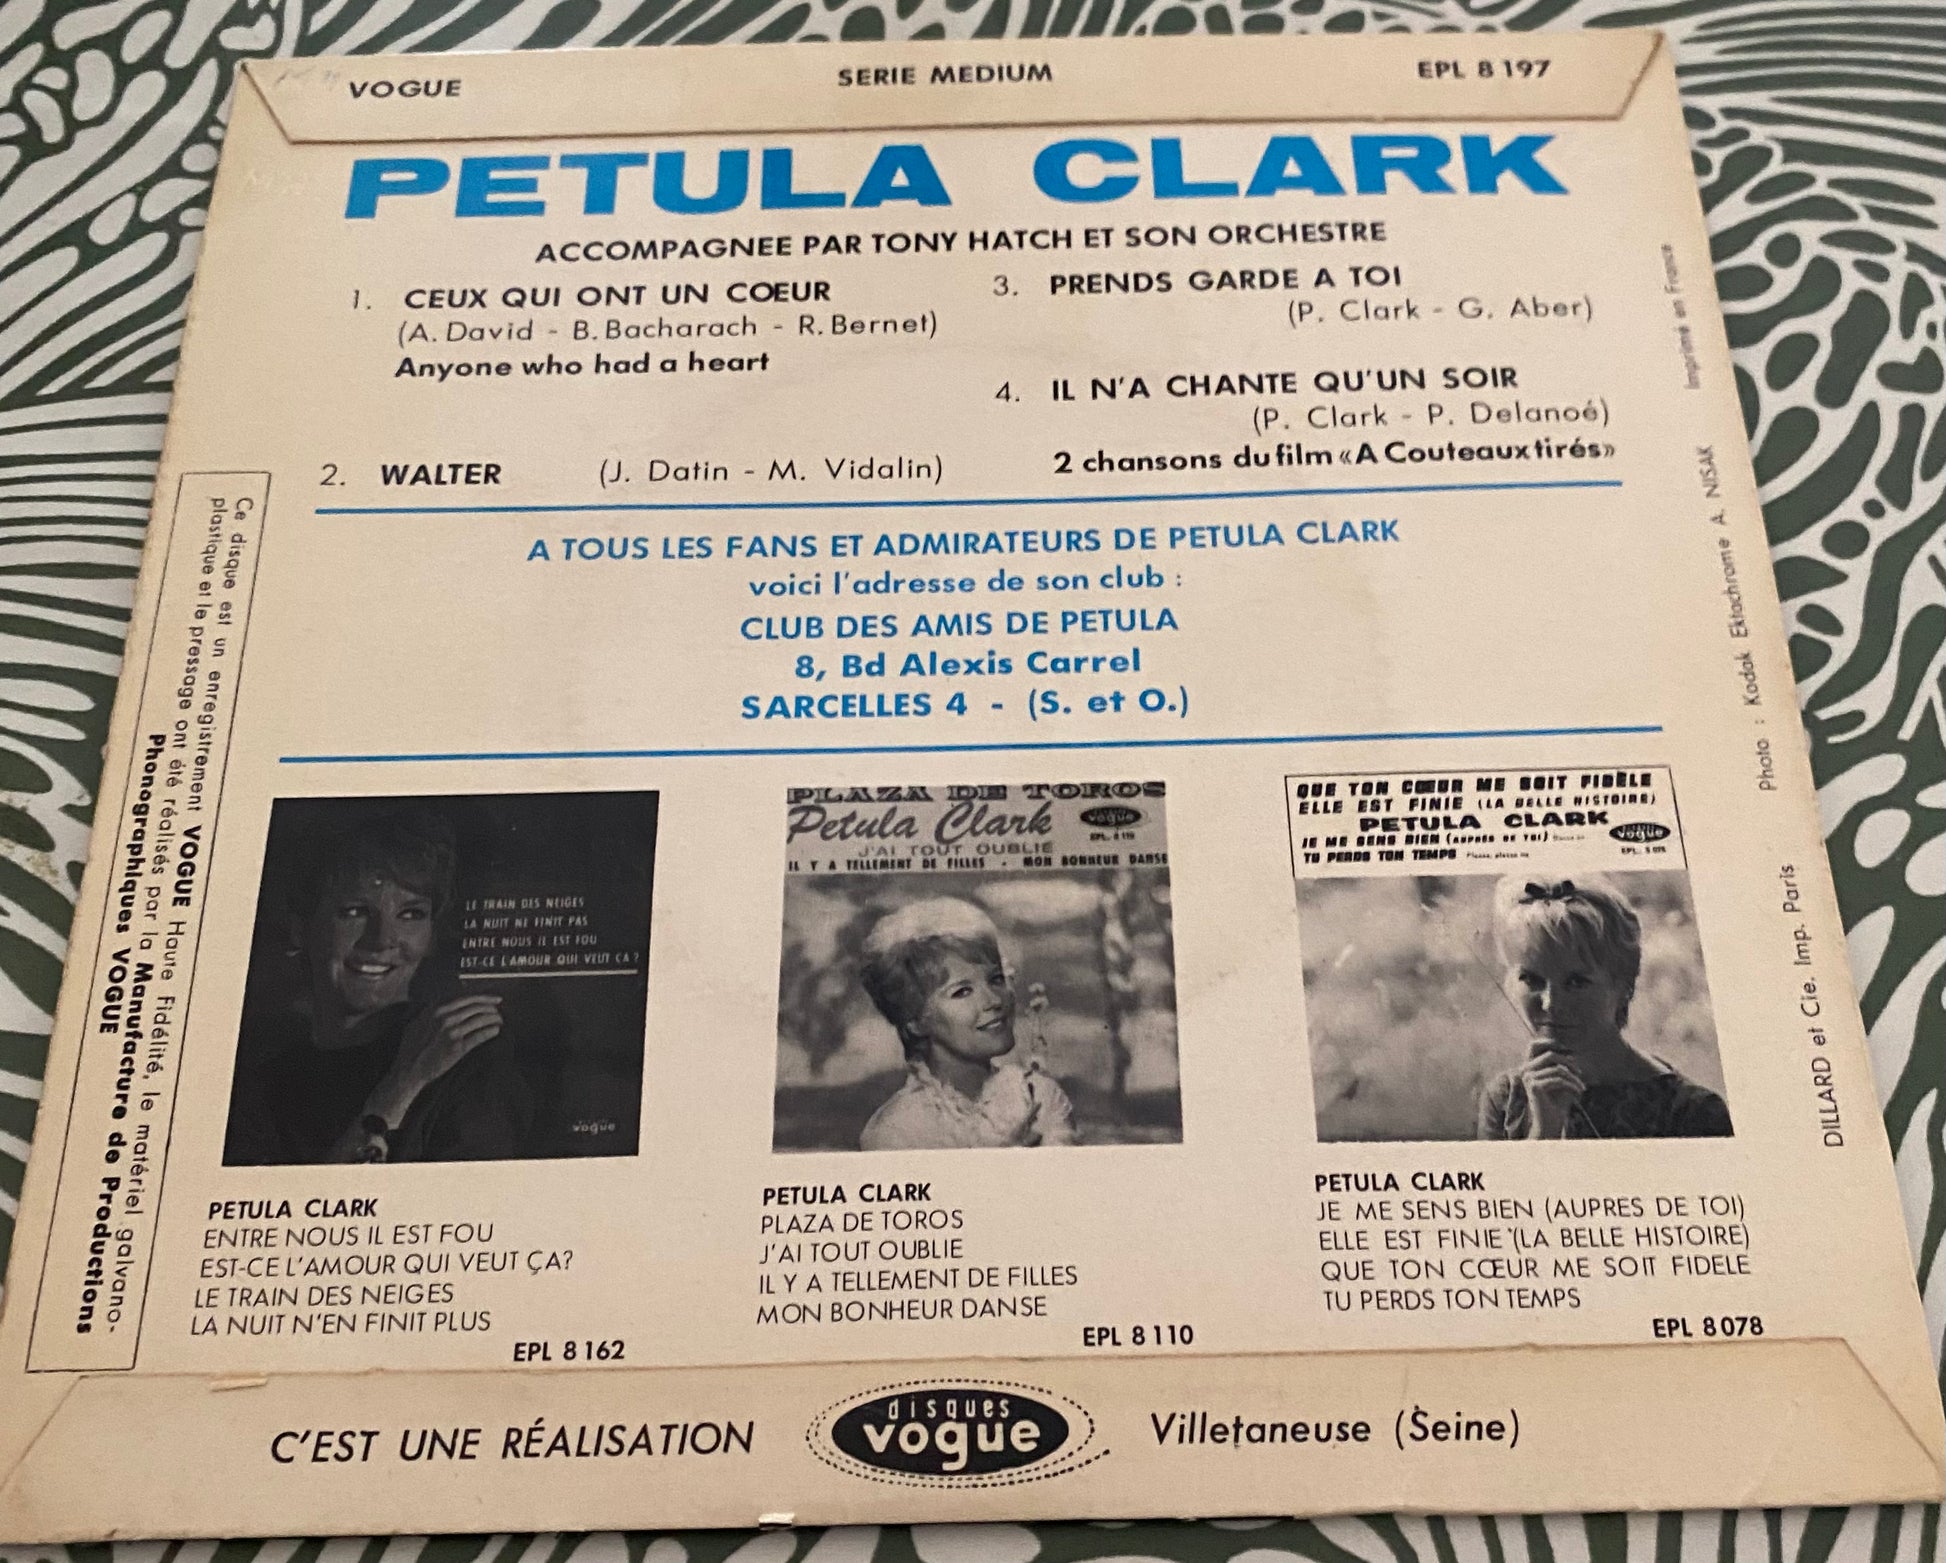 VOGUE
SERIE MEDIUM
EPL 8197
PETULA CLARK
ACCOMPAGNEE PAR TONY HATCH ET SON ORCHESTRE
1. CEUX QUI ONT UN COEUR
(A. David - B. Bacharach - R. Bernet)
Anyone who had a heart
2. WALTER (J. Datin - M. Vidalin)
3. PRENDS GARDE A TOI
(P. Clark - G. Aber)
4. IL N'A CHANTE QU'UN SOIR
(P. Clark - P. Delanoé)
2 chansons du film «A Couteaux tirés»
A TOUS LES FANS ET ADMIRATEURS DE PETULA CLARK
voici l'adresse de son club :
CLUB DES AMIS DE PETULA
8, Bd Alexis Carrel
SARCELLES 4 - (S. et O.)
Ce disque est un enregistrement VOGUE Haute Fidélité, le matériel galvano-
plastique et le pressage ont été réalisés par la Manufacture de Productions
Phonographiques VOGUE
Imprimé en France
Photo : Kodak Ektachrome A. NISAK
DILLARD et Cie. Imp. Paris
LE TRAIN DES NEIGES
LA NUIT NE FINIT PAS
ENTRE NOUS IL EST FOU
EST-CE L'AMOUR QUI VEUT ÇA ?
vogue
PETULA CLARK
ENTRE NOUS IL EST FOU
EST-CE L'AMOUR QUI VEUT ÇA?
LE TRAIN DES NEIGES
LA NUIT N'EN FINIT PLUS
EPL 8162
PLAZA DE TOROS
Petula Clark
vogue
EPL 8110
J'AI TOUT OUBLIE
IL Y A TELLEMENT DE FILLES - MON BONHEUR DANSE
PETULA CLARK
PLAZA DE TOROS
J'AI TOUT OUBLIE
IL Y A TELLEMENT DE FILLES
MON BONHEUR DANSE
EPL 8110
QUE TON CŒUR ME SOIT FIDÈLE
ELLE EST FINIE (LA BELLE HISTOIRE)
PETULA CLARK
JE ME SENS BIEN (AUPRES DE TOI)
vogue
TU PERDS TON TEMPS
PETULA CLARK
JE ME SENS BIEN (AUPRES DE TOI)
ELLE EST FINIE (LA BELLE HISTOIRE)
QUE TON CŒUR ME SOIT FIDELE
TU PERDS TON TEMPS
EPL 8078
C'EST UNE RÉALISATION
disques
vogue
Villetaneuse (Seine)